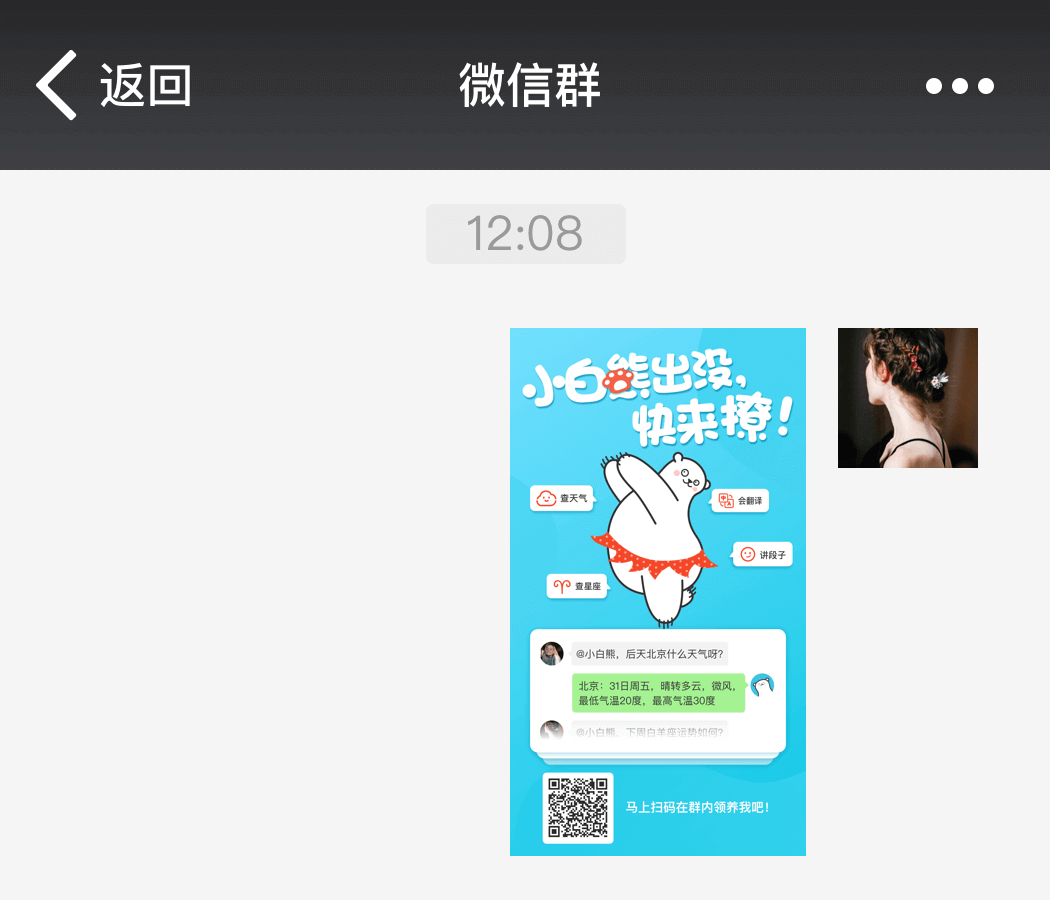 返回
微信群
12:08
小白熊出没，
快来撩！
查天气
会翻译
讲段子
查星座
@小白熊，后天北京什么天气呀？
北京：31日周五，晴转多云，微风，
最低气温20度，最高气温30度
@小白熊，下周白羊座运势如何？
马上扫码在群内领养我吧！